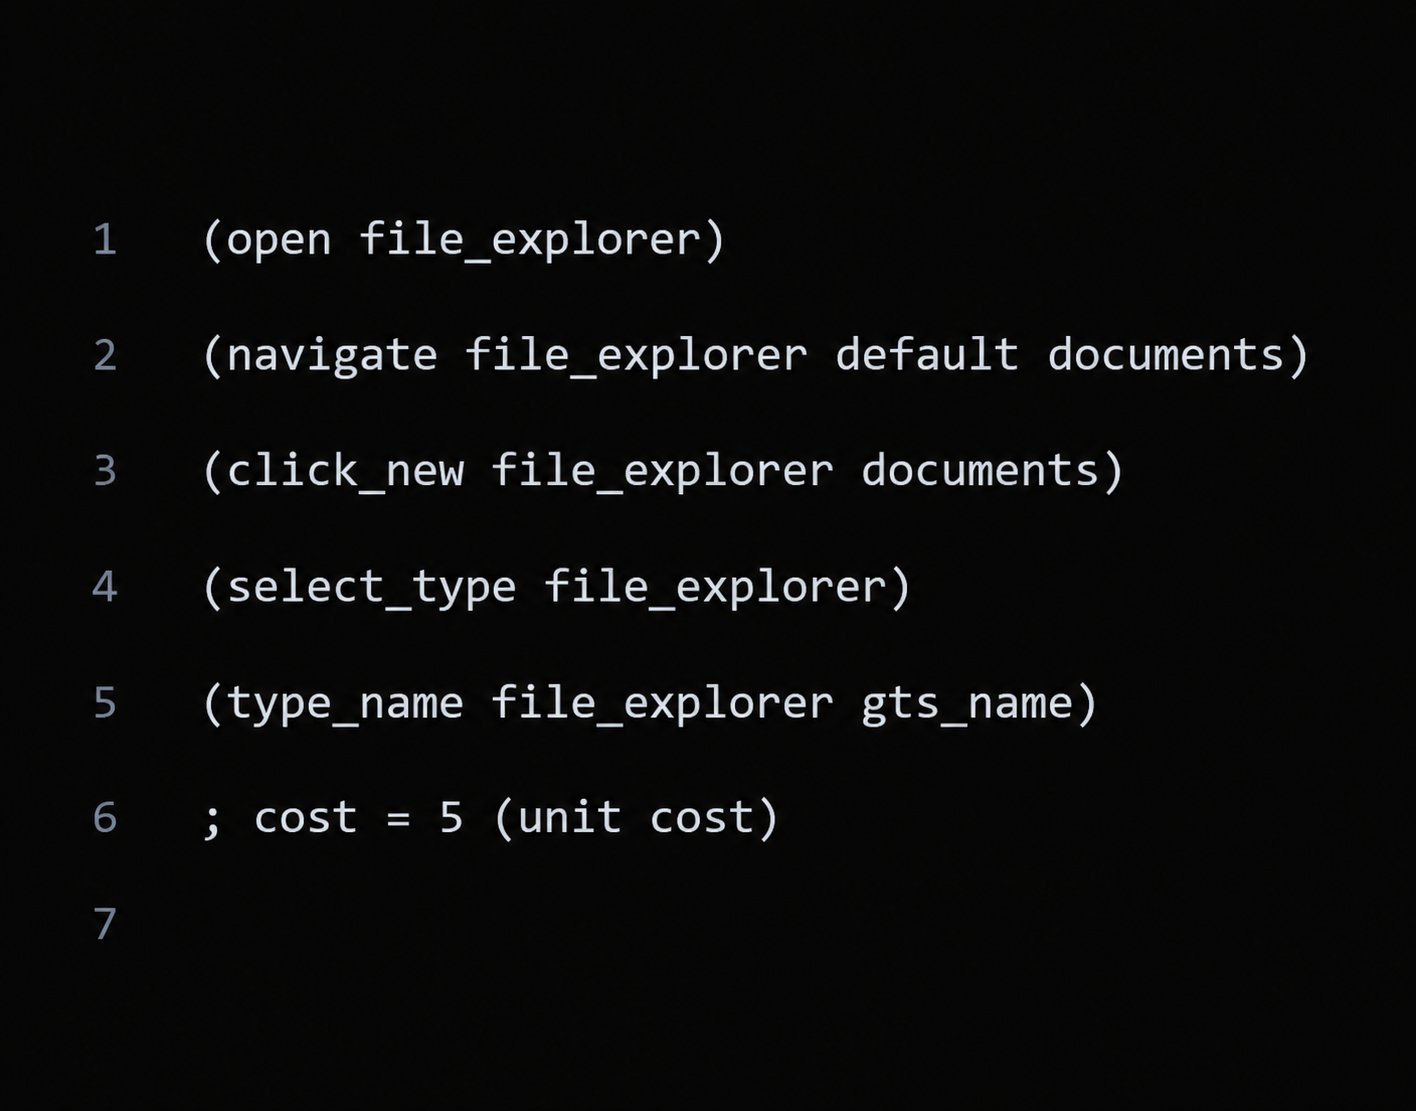 1 (open file_explorer)
2 (navigate file_explorer default documents)
3 (click_new file_explorer documents)
4 (select_type file_explorer)
5 (type_name file_explorer gts_name)
6 ; cost = 5 (unit cost)
7